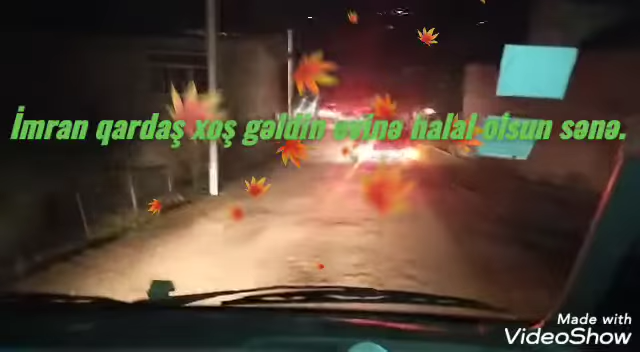 İmran qardaş xoş gəldin evinə halal olsun sənə.
Made with
VideoShow